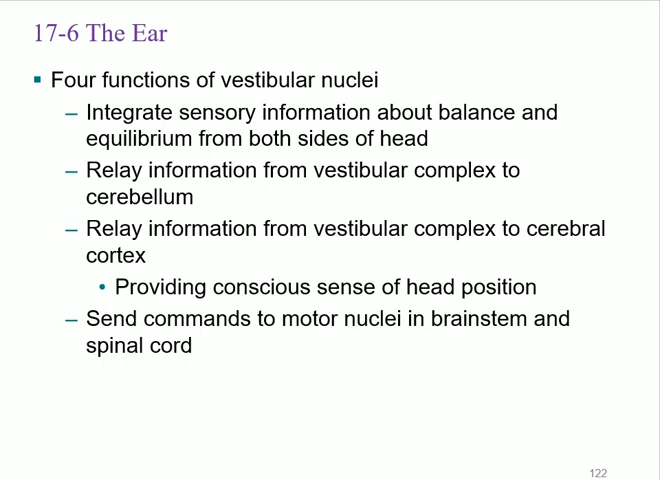 17-6 The Ear
▪ Four functions of vestibular nuclei
– Integrate sensory information about balance and
equilibrium from both sides of head
– Relay information from vestibular complex to
cerebellum
– Relay information from vestibular complex to cerebral
cortex
• Providing conscious sense of head position
– Send commands to motor nuclei in brainstem and
spinal cord
122